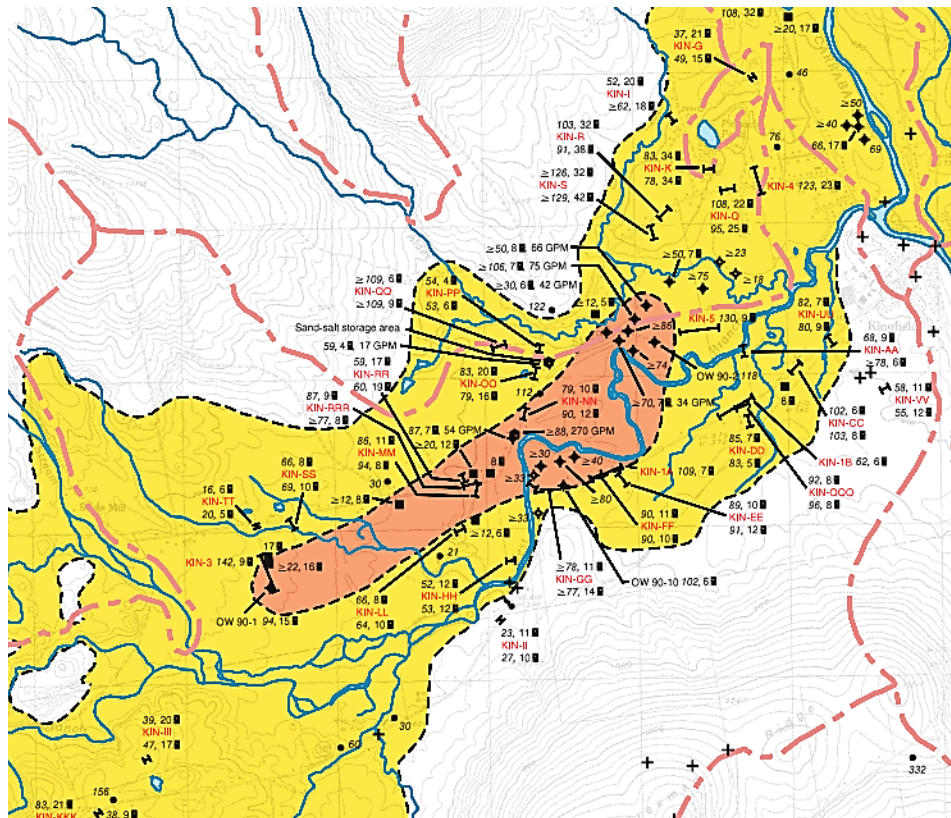 108, 32
≥20, 17
37, 21
KIN-G
49, 15
46
52, 20
KIN-I
≥62, 18
≥50
≥40
66, 17
69
103, 32
KIN-R
91, 38
76
83, 34
KIN-K
78, 34
≥126, 32
KIN-S
≥129, 42
KIN-4 123, 23
108, 22
KIN-Q
95, 25
≥50, 8 66 GPM
≥106, 7 75 GPM
≥30, 6 42 GPM
≥50, 7
≥23
≥75
≥18
≥109, 6
KIN-QQ
≥109, 9
54, 4
KIN-PP
53, 6
122
≥12, 5
82, 7
KIN-UU
80, 9
Sand-salt storage area
59, 4 17 GPM
KIN-5 130, 9
≥86
Kingfield
68, 9
KIN-AA
≥78, 6
59, 17
KIN-RR
60, 19
83, 20
KIN-OO
79, 16
112
≥74
OW 90-2 118
58, 11
KIN-VV
55, 12
87, 9
KIN-RRR
≥77, 8
79, 10
KIN-NN
90, 12
≥70, 7 34 GPM
6
102, 6
KIN-CC
103, 8
87, 7 54 GPM
≥20, 12
≥88, 270 GPM
86, 11
KIN-MM
94, 8
85, 7
KIN-DD
83, 5
KIN-1B 62, 6
66, 8
KIN-SS
69, 10
30
8
≥30
≥40
≥33
KIN-1A 109, 7
92, 8
KIN-QQQ
96, 8
16, 6
KIN-TT
20, 5
≥12, 8
≥80
89, 10
KIN-EE
91, 12
90, 11
KIN-FF
90, 10
≥33
≥12, 6
17
KIN-3 142, 9
≥22, 16
21
≥78, 11
KIN-GG
≥77, 14
OW 90-10 102, 6
52, 12
KIN-HH
53, 12
66, 8
KIN-LL
64, 10
OW 90-1 94, 15
23, 11
KIN-II
27, 10
39, 20
KIN-III
47, 17
30
60
332
156
83, 21
KIN-KKK
38, 9